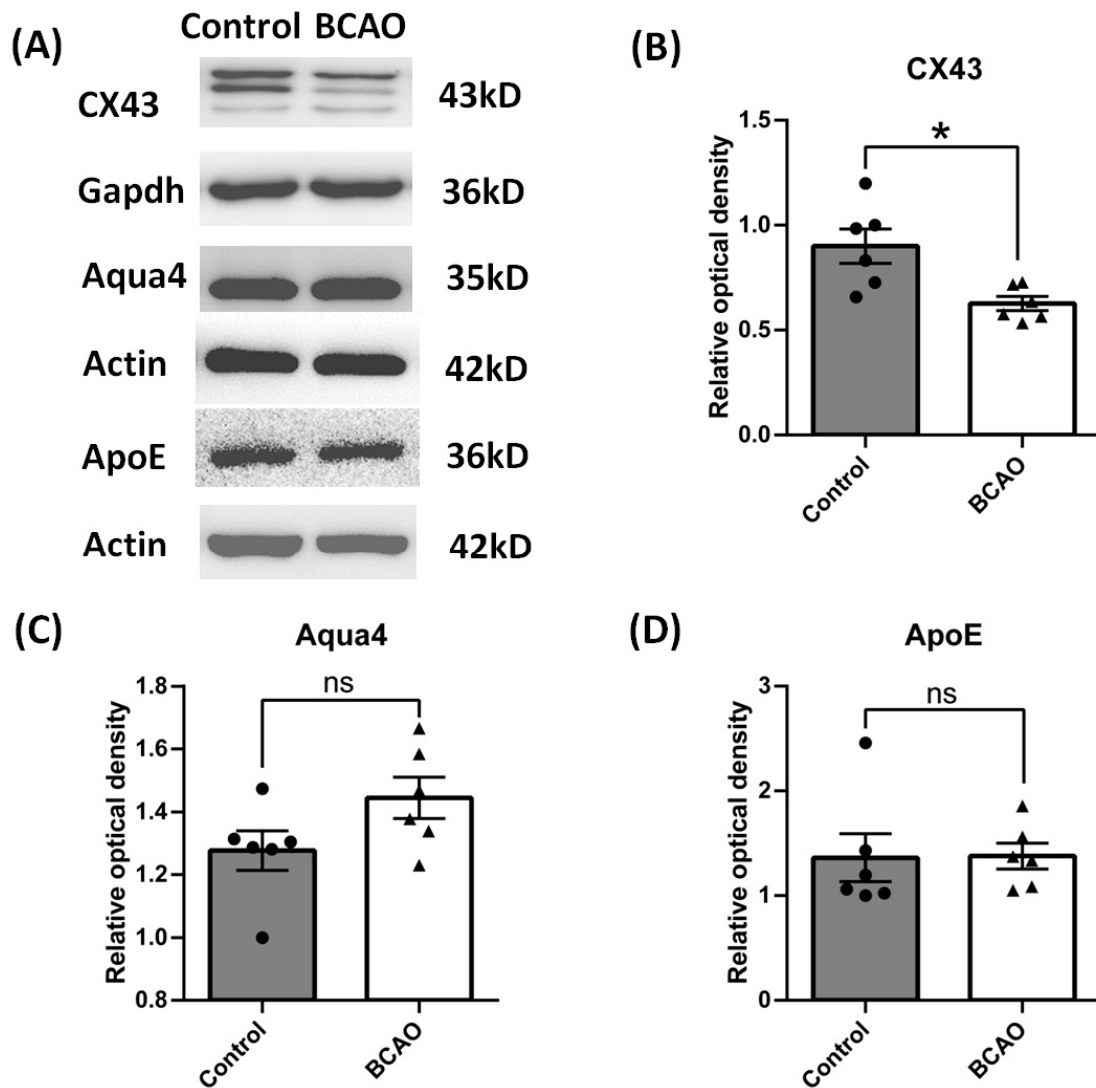 (A)
Control BCAO
CX43 43kD
Gapdh 36kD
Aqua4 35kD
Actin 42kD
ApoE 36kD
Actin 42kD
(B)
CX43
Relative optical density
1.5
1.0
0.5
0.0
*
Control
BCAO
(C)
Aqua4
Relative optical density
1.8
1.6
1.4
1.2
1.0
0.8
ns
Control
BCAO
(D)
ApoE
Relative optical density
3
2
1
0
ns
Control
BCAO